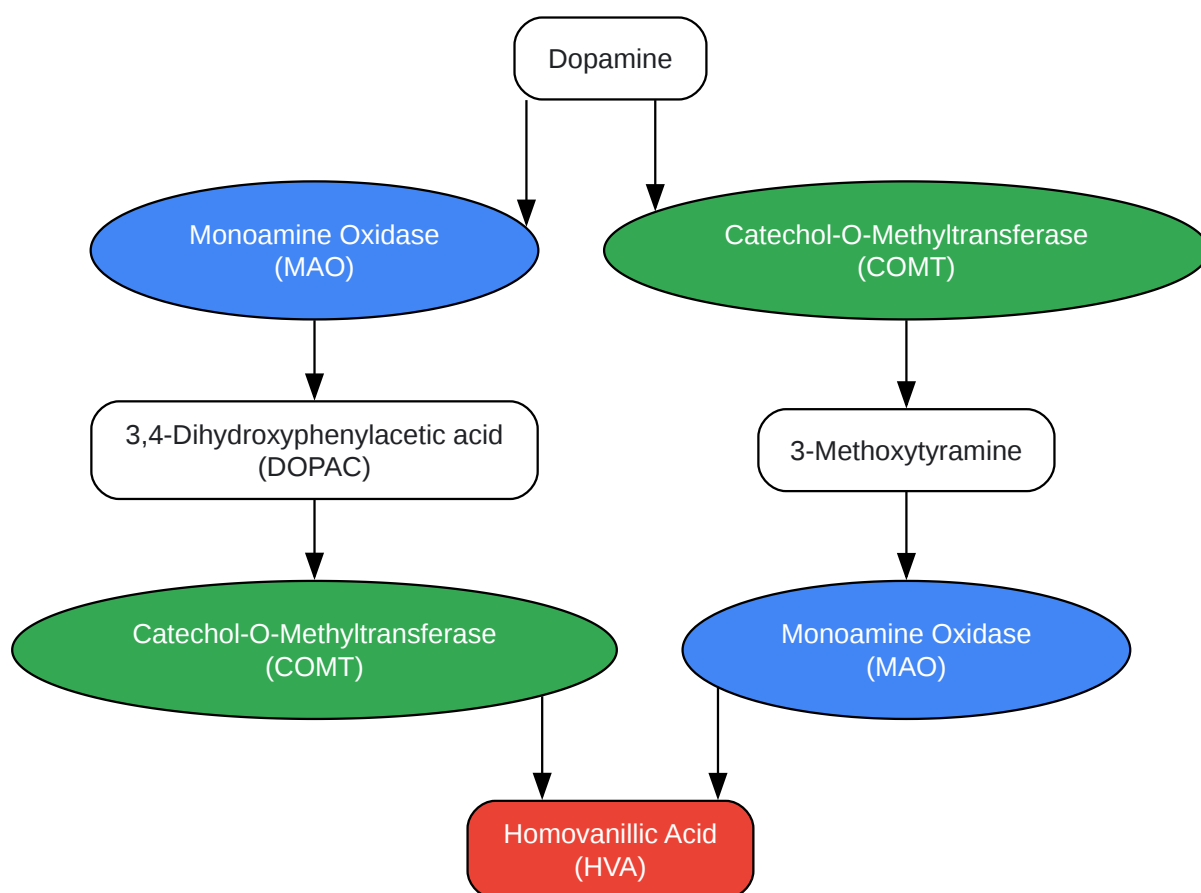 Dopamine
Monoamine Oxidase
(MAO)
Catechol-O-Methyltransferase
(COMT)
3,4-Dihydroxyphenylacetic acid
(DOPAC)
3-Methoxytyramine
Catechol-O-Methyltransferase
(COMT)
Monoamine Oxidase
(MAO)
Homovanillic Acid
(HVA)